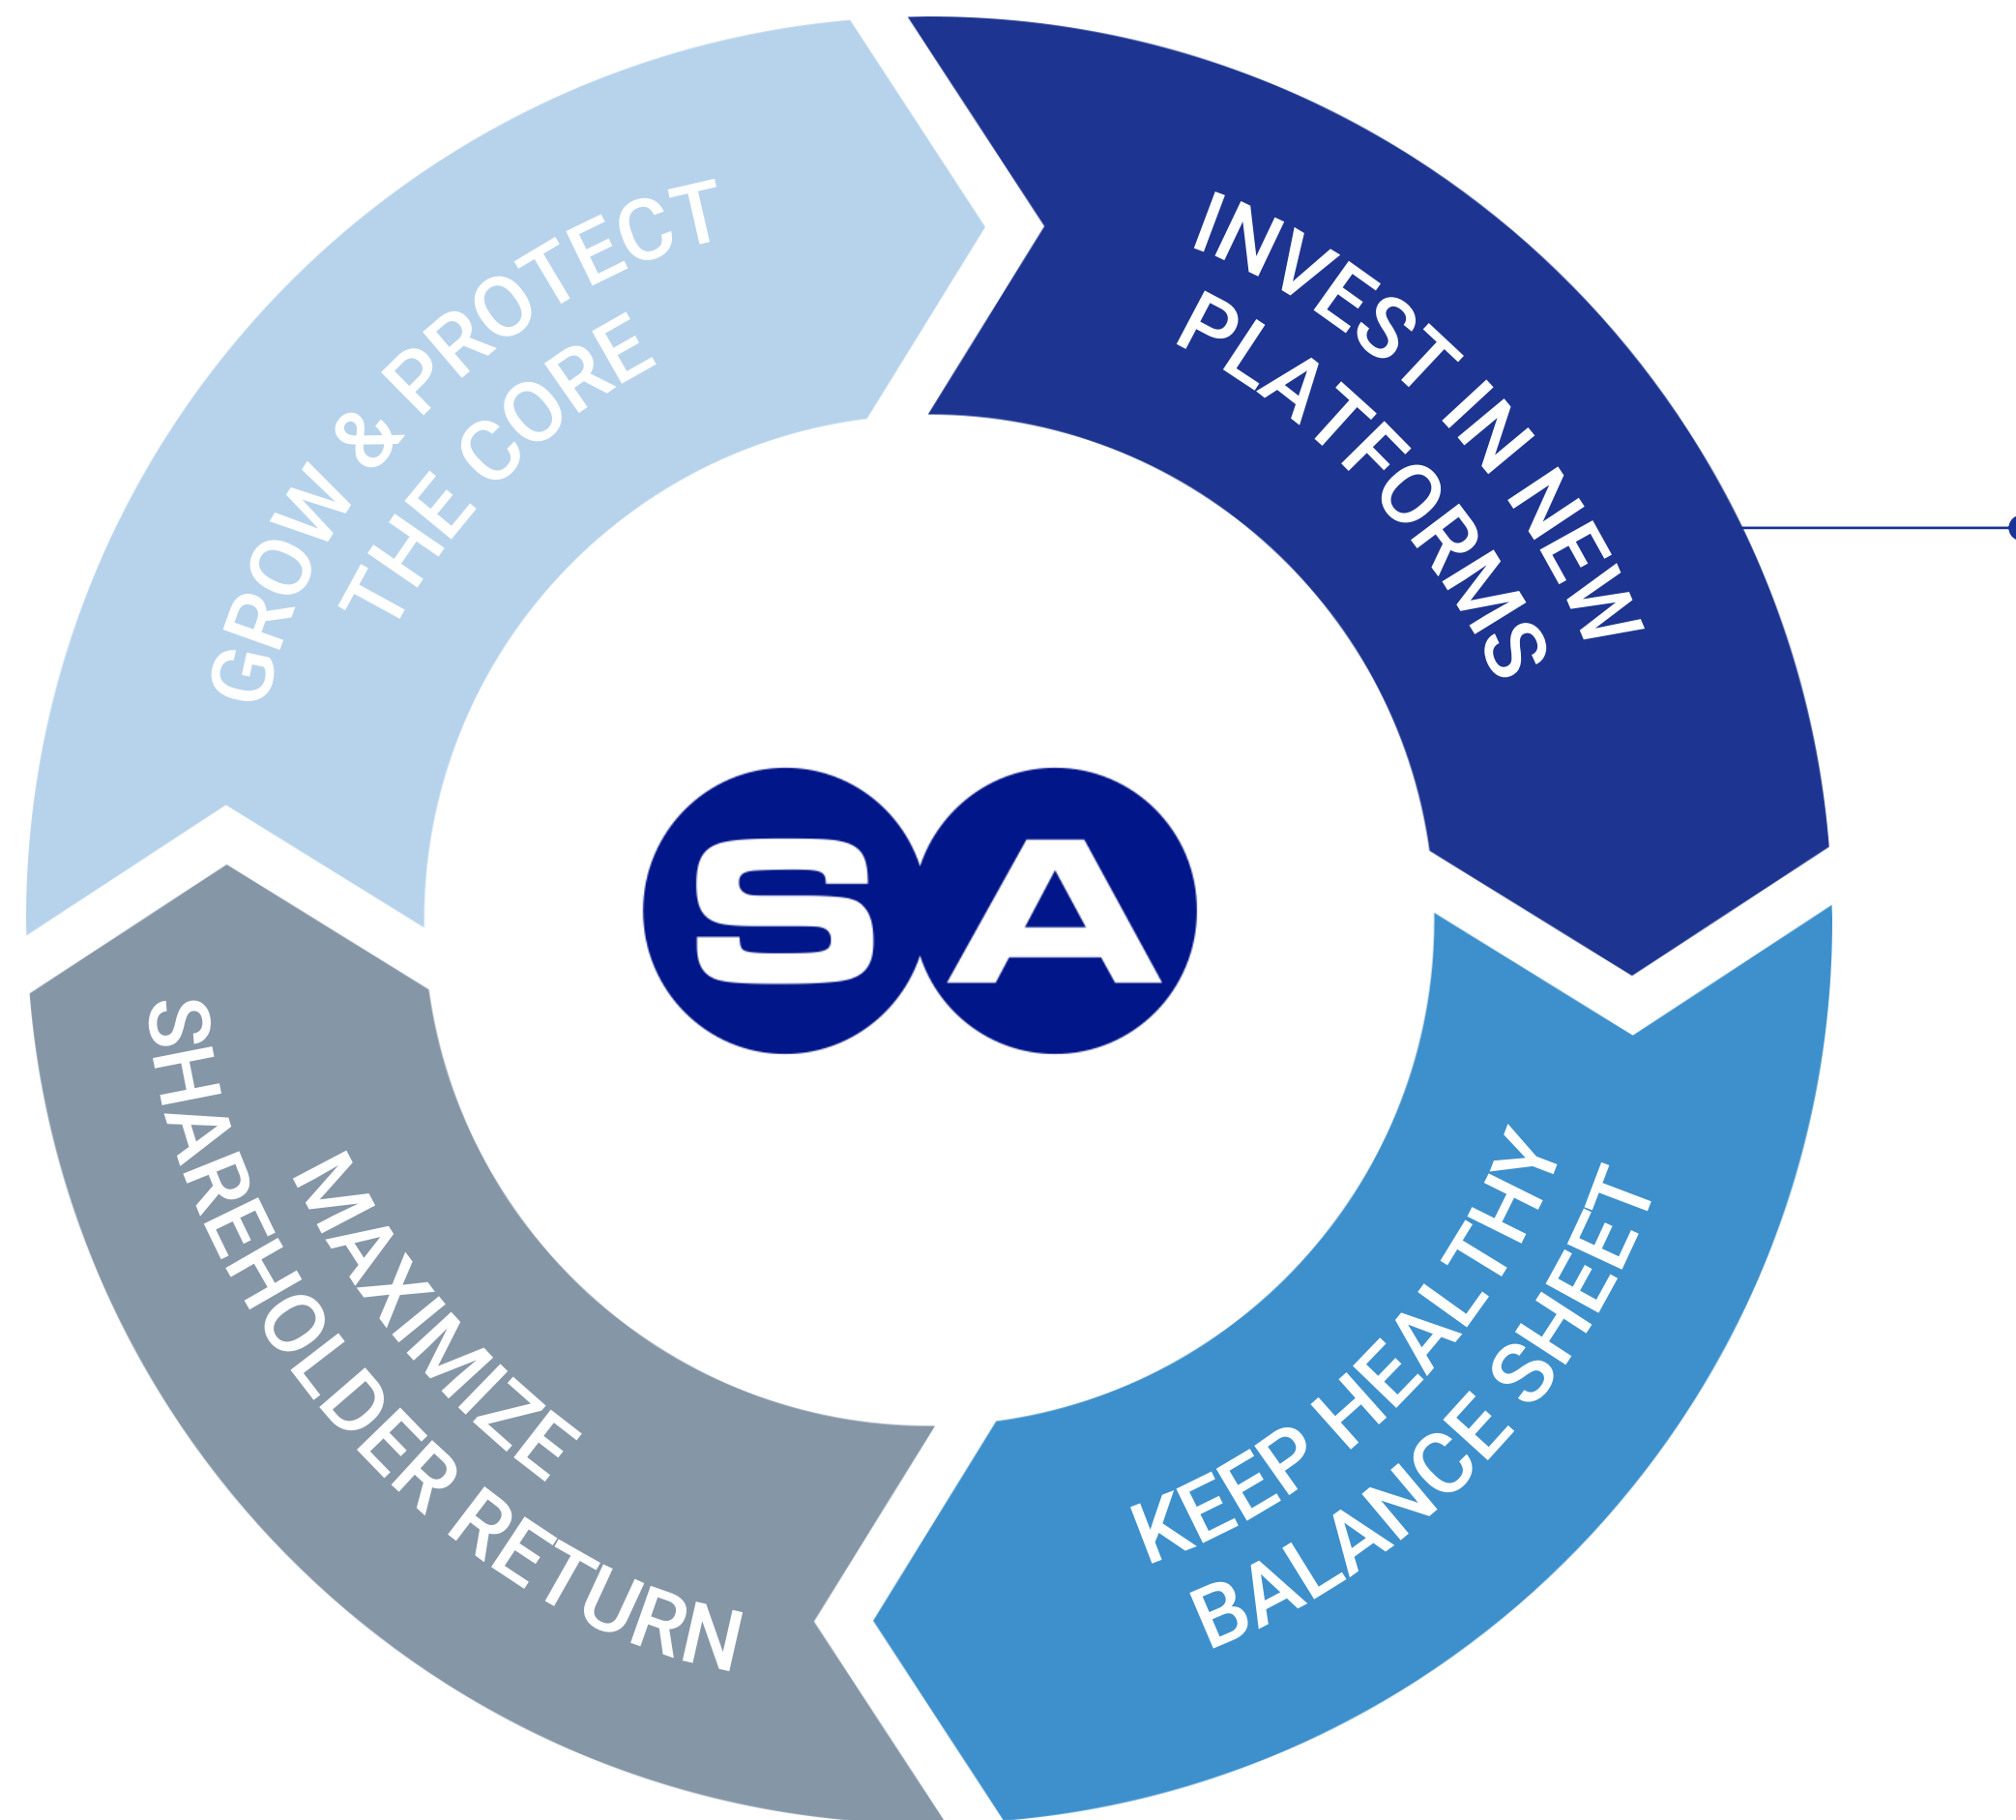 GROW & PROTECT
THE CORE
INVEST IN NEW
PLATFORMS
SA
KEEP HEALTHY
BALANCE SHEET
MAXIMIZE
SHAREHOLDER RETURN